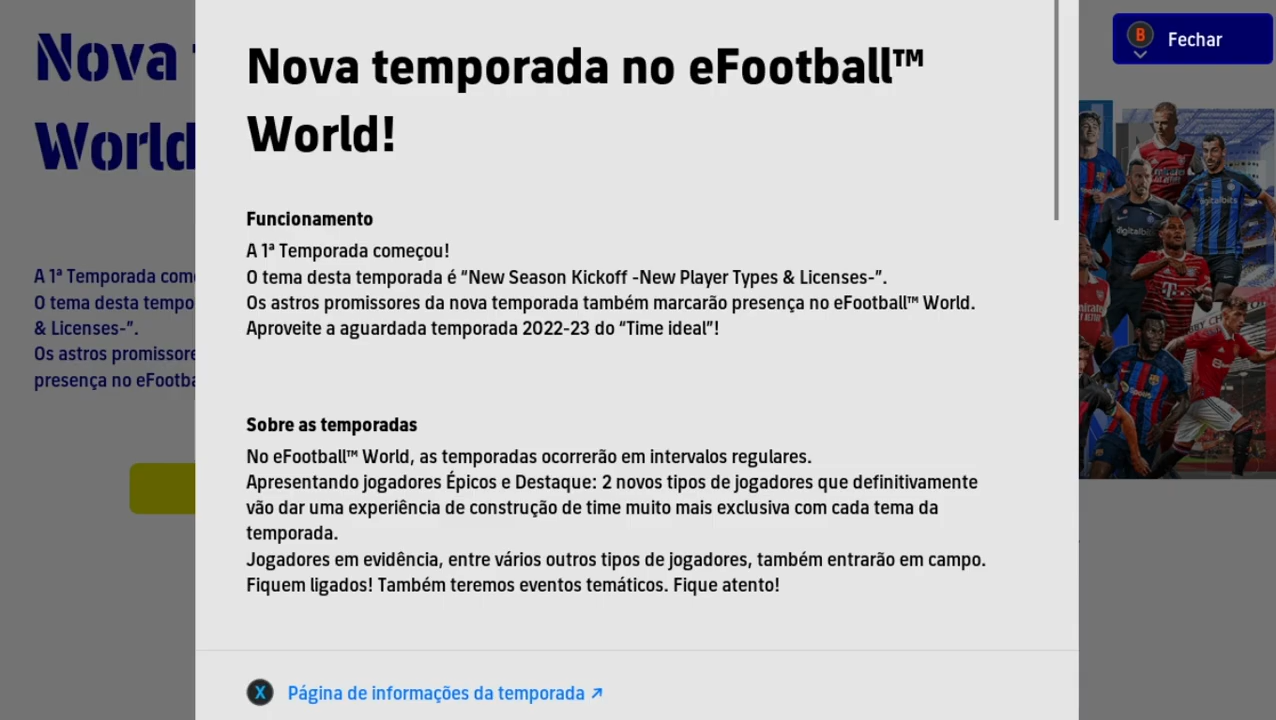 Nova t
World
A 1ª Temporada com
O tema desta tempo
& Licenses-”.
Os astros promissore
presença no eFootba
Nova temporada no eFootball™
World!
Funcionamento
A 1ª Temporada começou!
O tema desta temporada é “New Season Kickoff -New Player Types & Licenses-”.
Os astros promissores da nova temporada também marcarão presença no eFootball™ World.
Aproveite a aguardada temporada 2022-23 do “Time ideal”!
Sobre as temporadas
No eFootball™ World, as temporadas ocorrerão em intervalos regulares.
Apresentando jogadores Épicos e Destaque: 2 novos tipos de jogadores que definitivamente
vão dar uma experiência de construção de time muito mais exclusiva com cada tema da
temporada.
Jogadores em evidência, entre vários outros tipos de jogadores, também entrarão em campo.
Fiquem ligados! Também teremos eventos temáticos. Fique atento!
X Página de informações da temporada
B Fechar
digitalbits
digitalbits
T